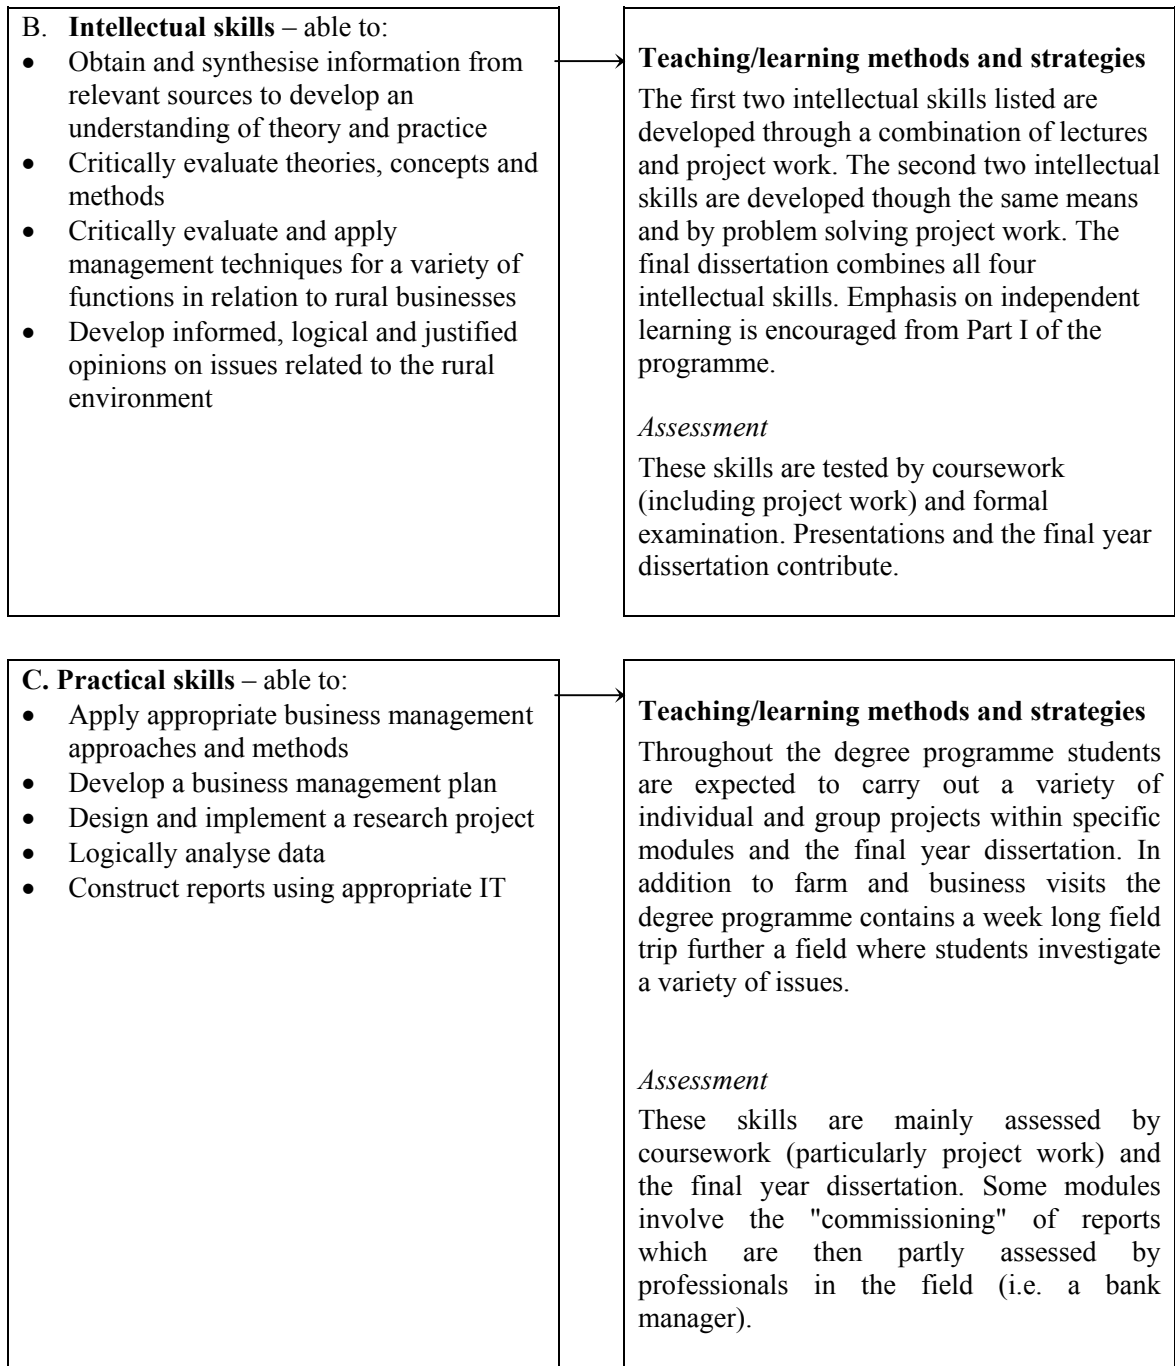 B. Intellectual skills – able to:
• Obtain and synthesise information from
relevant sources to develop an
understanding of theory and practice
• Critically evaluate theories, concepts and
methods
• Critically evaluate and apply
management techniques for a variety of
functions in relation to rural businesses
• Develop informed, logical and justified
opinions on issues related to the rural
environment
Teaching/learning methods and strategies
The first two intellectual skills listed are
developed through a combination of lectures
and project work. The second two intellectual
skills are developed though the same means
and by problem solving project work. The
final dissertation combines all four
intellectual skills. Emphasis on independent
learning is encouraged from Part I of the
programme.
Assessment
These skills are tested by coursework
(including project work) and formal
examination. Presentations and the final year
dissertation contribute.
C. Practical skills – able to:
• Apply appropriate business management
approaches and methods
• Develop a business management plan
• Design and implement a research project
• Logically analyse data
• Construct reports using appropriate IT
Teaching/learning methods and strategies
Throughout the degree programme students
are expected to carry out a variety of
individual and group projects within specific
modules and the final year dissertation. In
addition to farm and business visits the
degree programme contains a week long field
trip further a field where students investigate
a variety of issues.
Assessment
These skills are mainly assessed by
coursework (particularly project work) and
the final year dissertation. Some modules
involve the "commissioning" of reports
which are then partly assessed by
professionals in the field (i.e. a bank
manager).